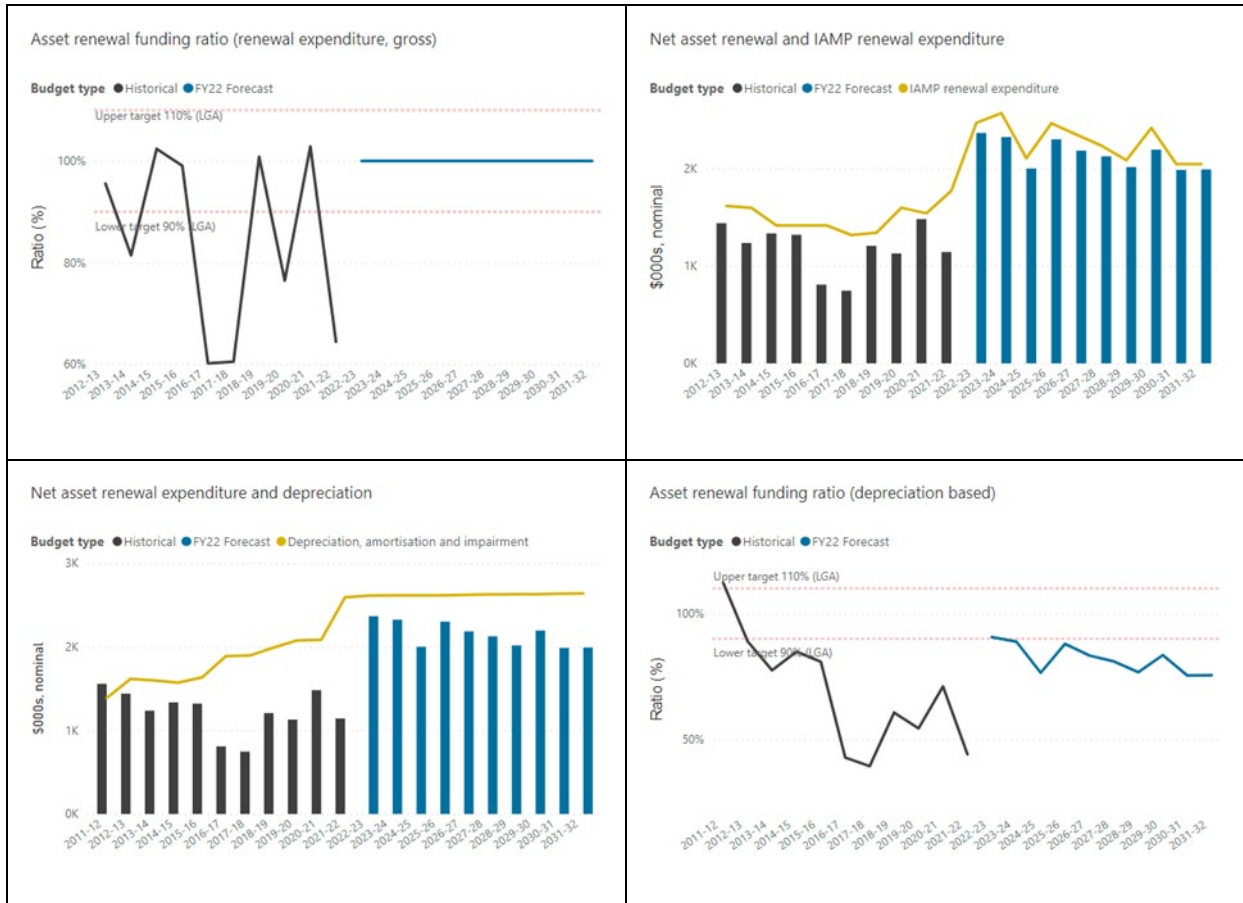 Asset renewal funding ratio (renewal expenditure, gross)
Budget type Historical FY22 Forecast
Upper target 110% (LGA)
100%
Lower target 90% (LGA)
80%
60%
Ratio (%)
2012-13 2013-14 2014-15 2015-16 2016-17 2017-18 2018-19 2019-20 2020-21 2021-22 2022-23 2023-24 2024-25 2025-26 2026-27 2027-28 2028-29 2029-30 2030-31 2031-32
Net asset renewal and IAMP renewal expenditure
Budget type Historical FY22 Forecast IAMP renewal expenditure
2K
1K
0K
$000s, nominal
2012-13 2013-14 2014-15 2015-16 2016-17 2017-18 2018-19 2019-20 2020-21 2021-22 2022-23 2023-24 2024-25 2025-26 2026-27 2027-28 2028-29 2029-30 2030-31 2031-32
Net asset renewal expenditure and depreciation
Budget type Historical FY22 Forecast Depreciation, amortisation and impairment
3K
2K
1K
0K
$000s, nominal
2011-12 2012-13 2013-14 2014-15 2015-16 2016-17 2017-18 2018-19 2019-20 2020-21 2021-22 2022-23 2023-24 2024-25 2025-26 2026-27 2027-28 2028-29 2029-30 2030-31 2031-32
Asset renewal funding ratio (depreciation based)
Budget type Historical FY22 Forecast
Upper target 110% (LGA)
100%
Lower target 90% (LGA)
50%
Ratio (%)
2011-12 2012-13 2013-14 2014-15 2015-16 2016-17 2017-18 2018-19 2019-20 2020-21 2021-22 2022-23 2023-24 2024-25 2025-26 2026-27 2027-28 2028-29 2029-30 2030-31 2031-32